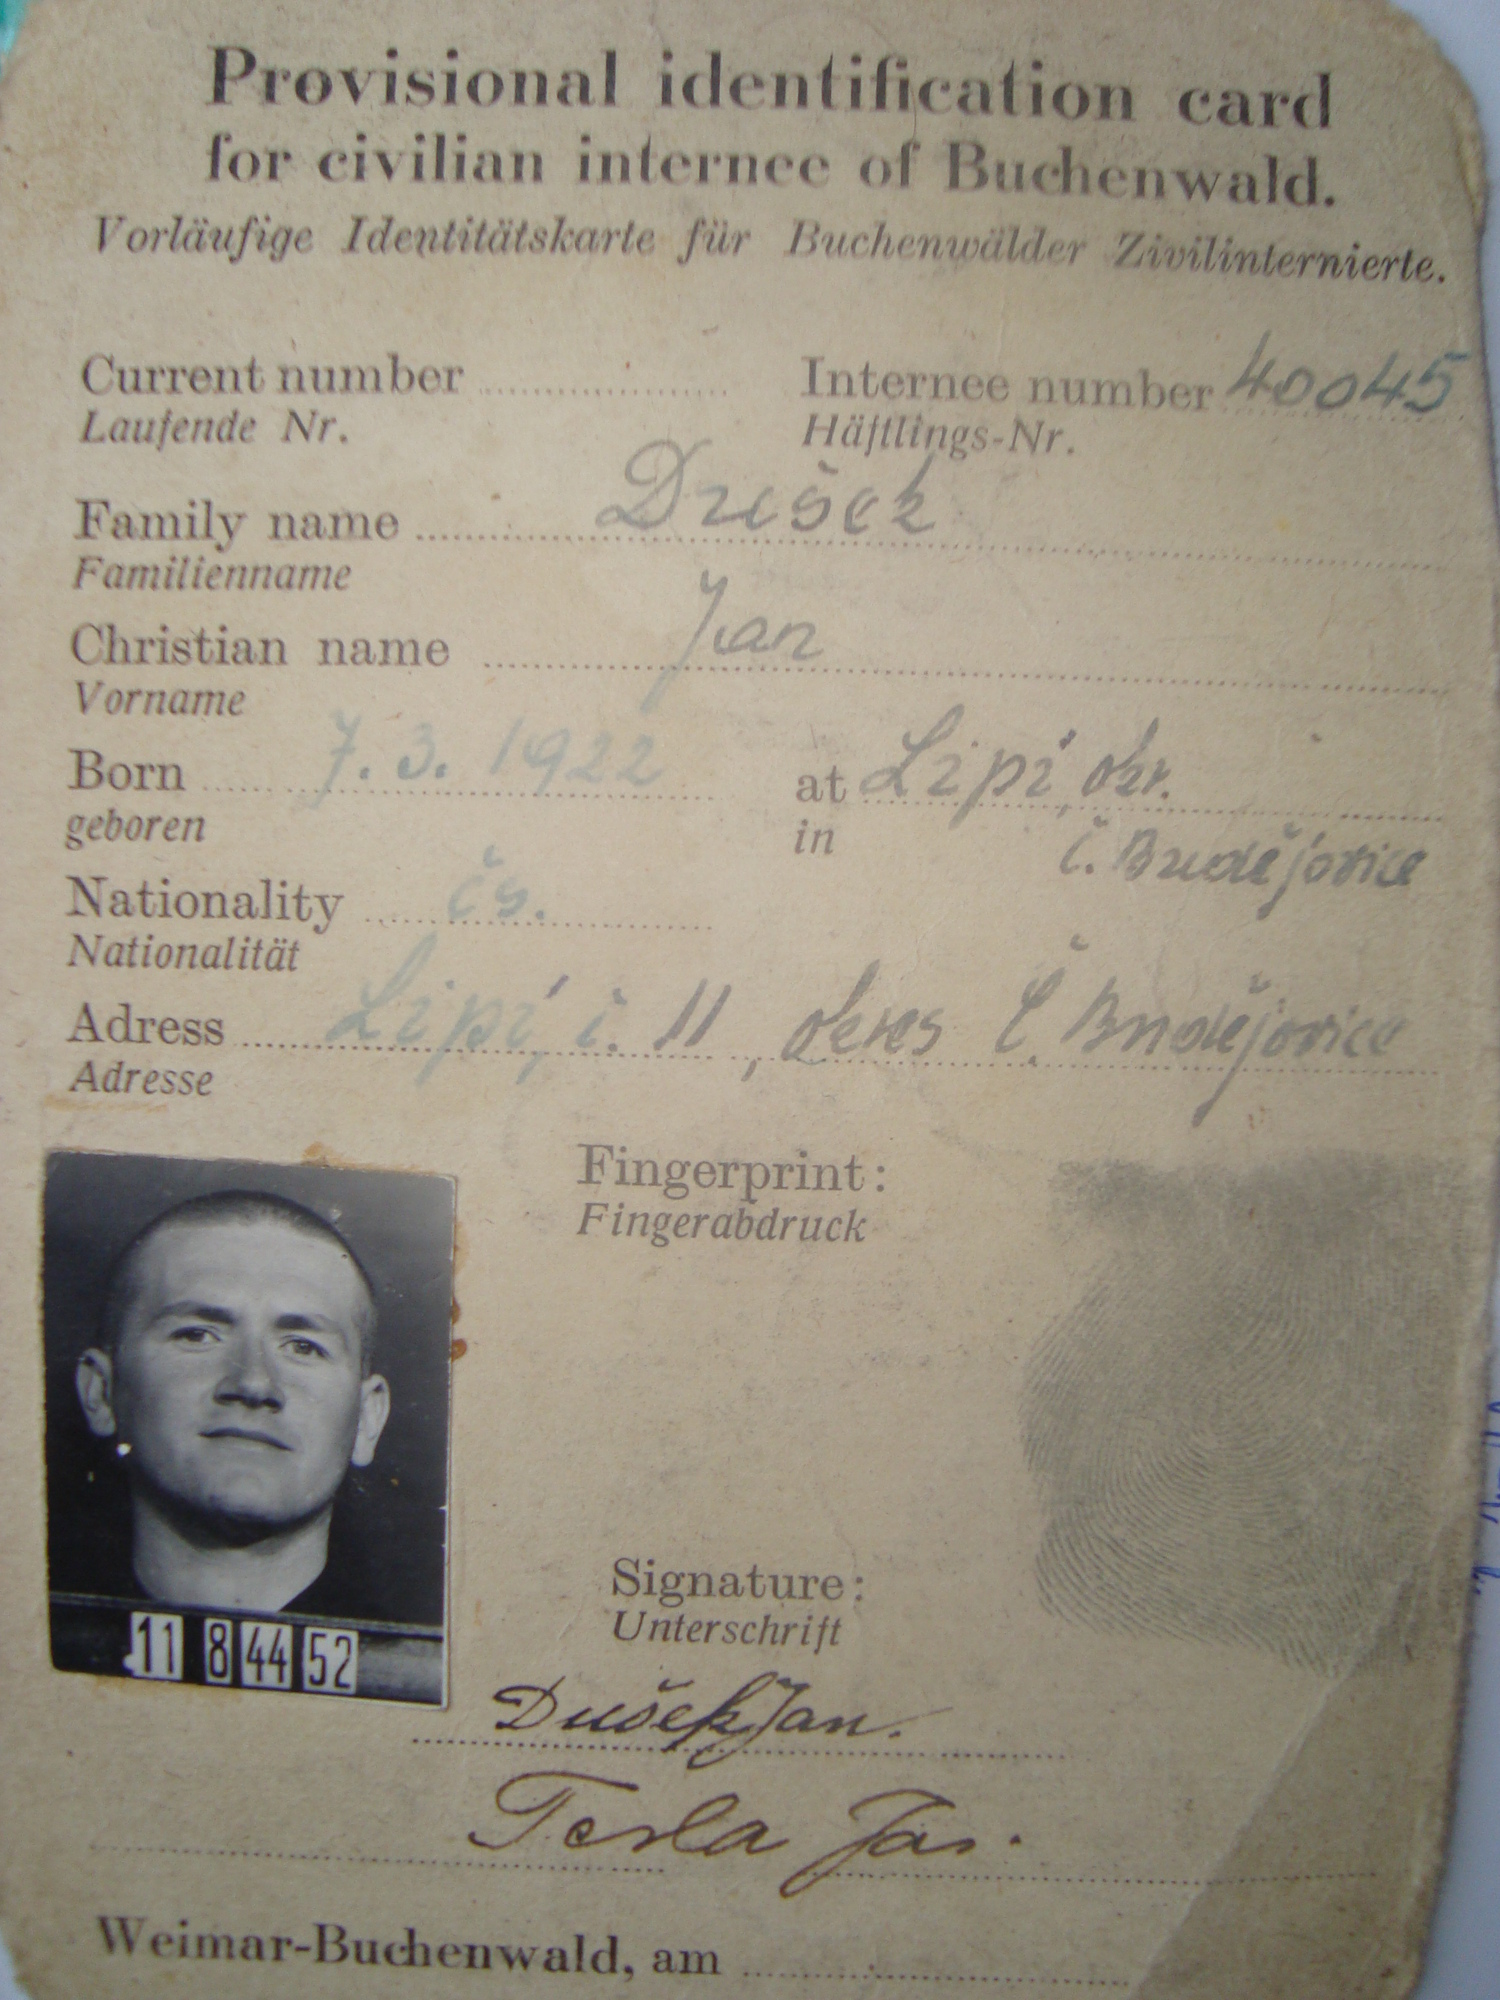 Provisional identification card
for civilian internee of Buchenwald.
Vorläufige Identitätskarte für Buchenwälder Zivilinternierte.
Current number
Internee number 40045
Laufende Nr.
Häftlings-Nr.
Family name Dušek
Familienname
Christian name Jan
Vorname
Born 7. 3. 1922 at Lipí, okr.
geboren in č. Budějovice
Nationality čs.
Nationalität
Adress Lipí, č. 11, okres Č. Budějovice
Adresse
Fingerprint:
Fingerabdruck
11 8 44 52
Signature:
Unterschrift
Dušek Jan.
Weimar-Buchenwald, am